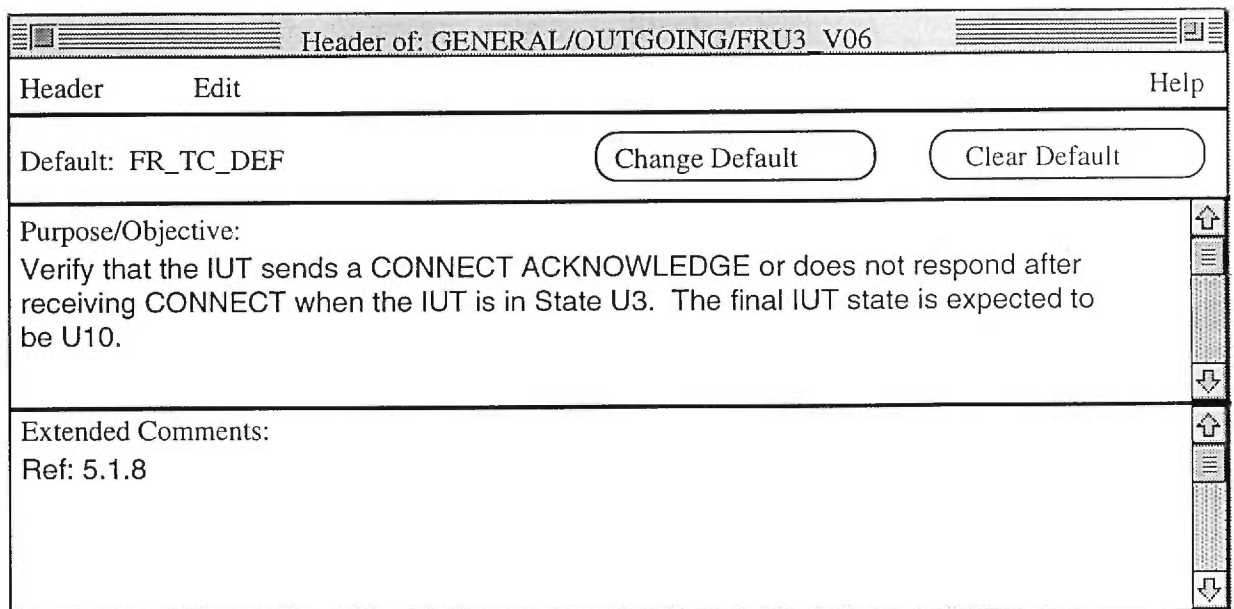 Header of: GENERAL/OUTGOING/FRU3_V06
Header Edit Help
Default: FR_TC_DEF Change Default Clear Default
Purpose/Objective:
Verify that the IUT sends a CONNECT ACKNOWLEDGE or does not respond after
receiving CONNECT when the IUT is in State U3. The final IUT state is expected to
be U10.
Extended Comments:
Ref: 5.1.8